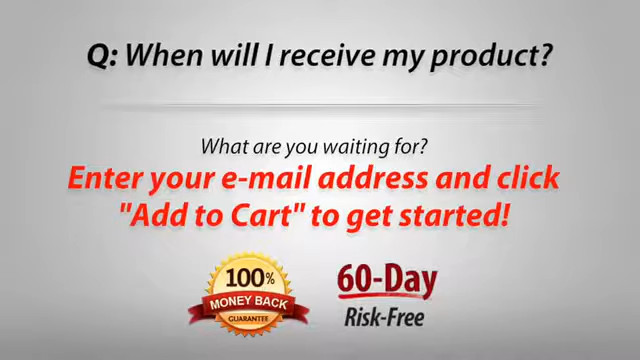 Q: When will I receive my product?
What are you waiting for?
Enter your e-mail address and click
"Add to Cart" to get started!
100%
MONEY BACK
GUARANTEE
60-Day
Risk-Free